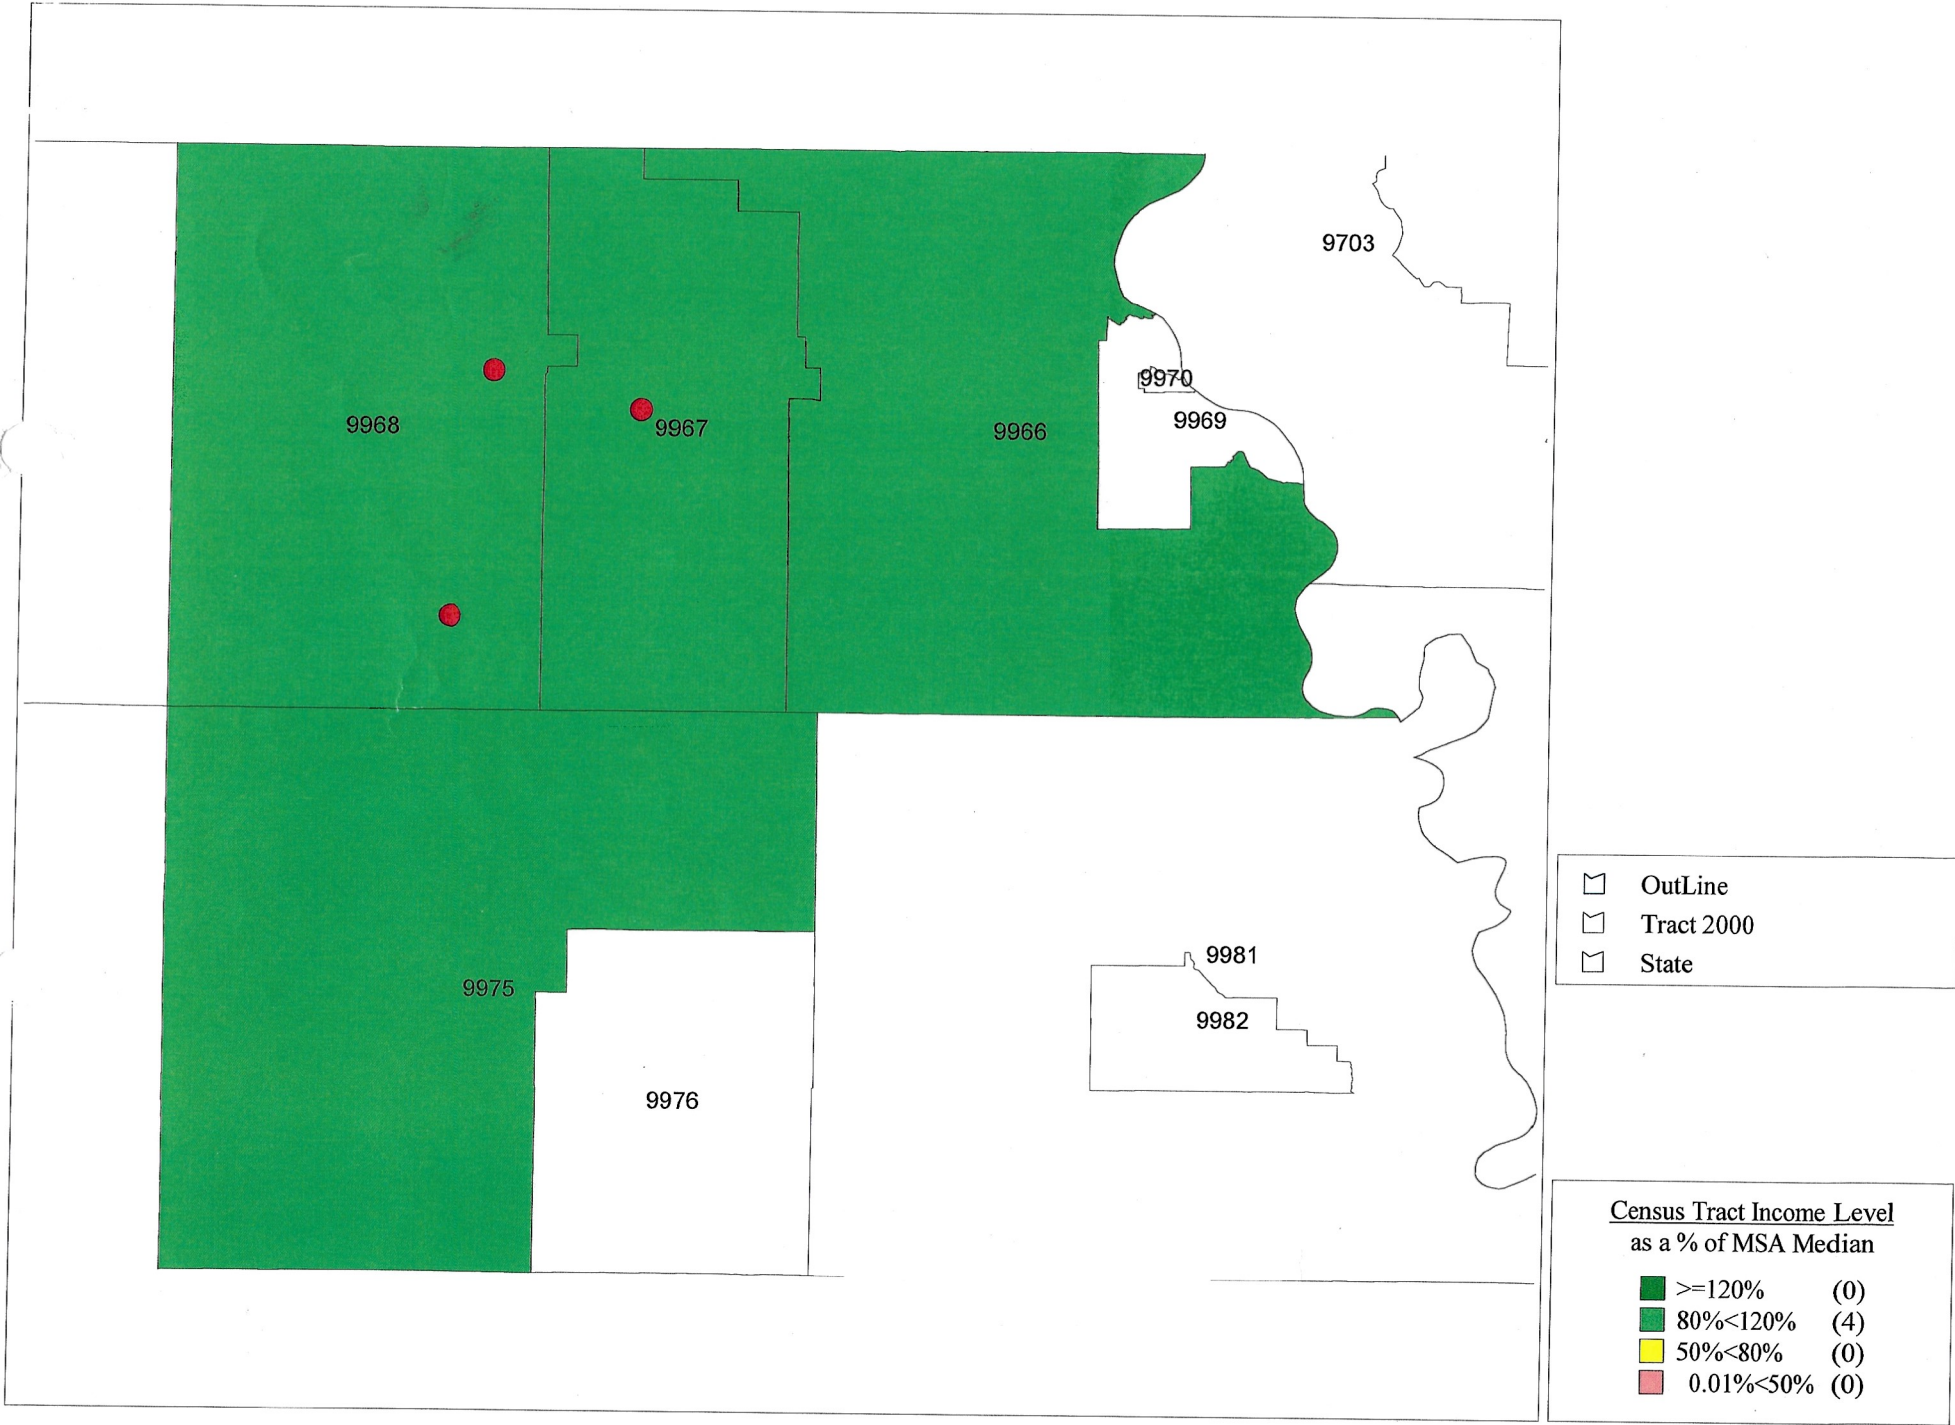 9703
9970
9969
9968
9967
9966
9975
9981
9982
9976
OutLine
Tract 2000
State
Census Tract Income Level
as a % of MSA Median
>=120% (0)
80%<120% (4)
50%<80% (0)
0.01%<50% (0)